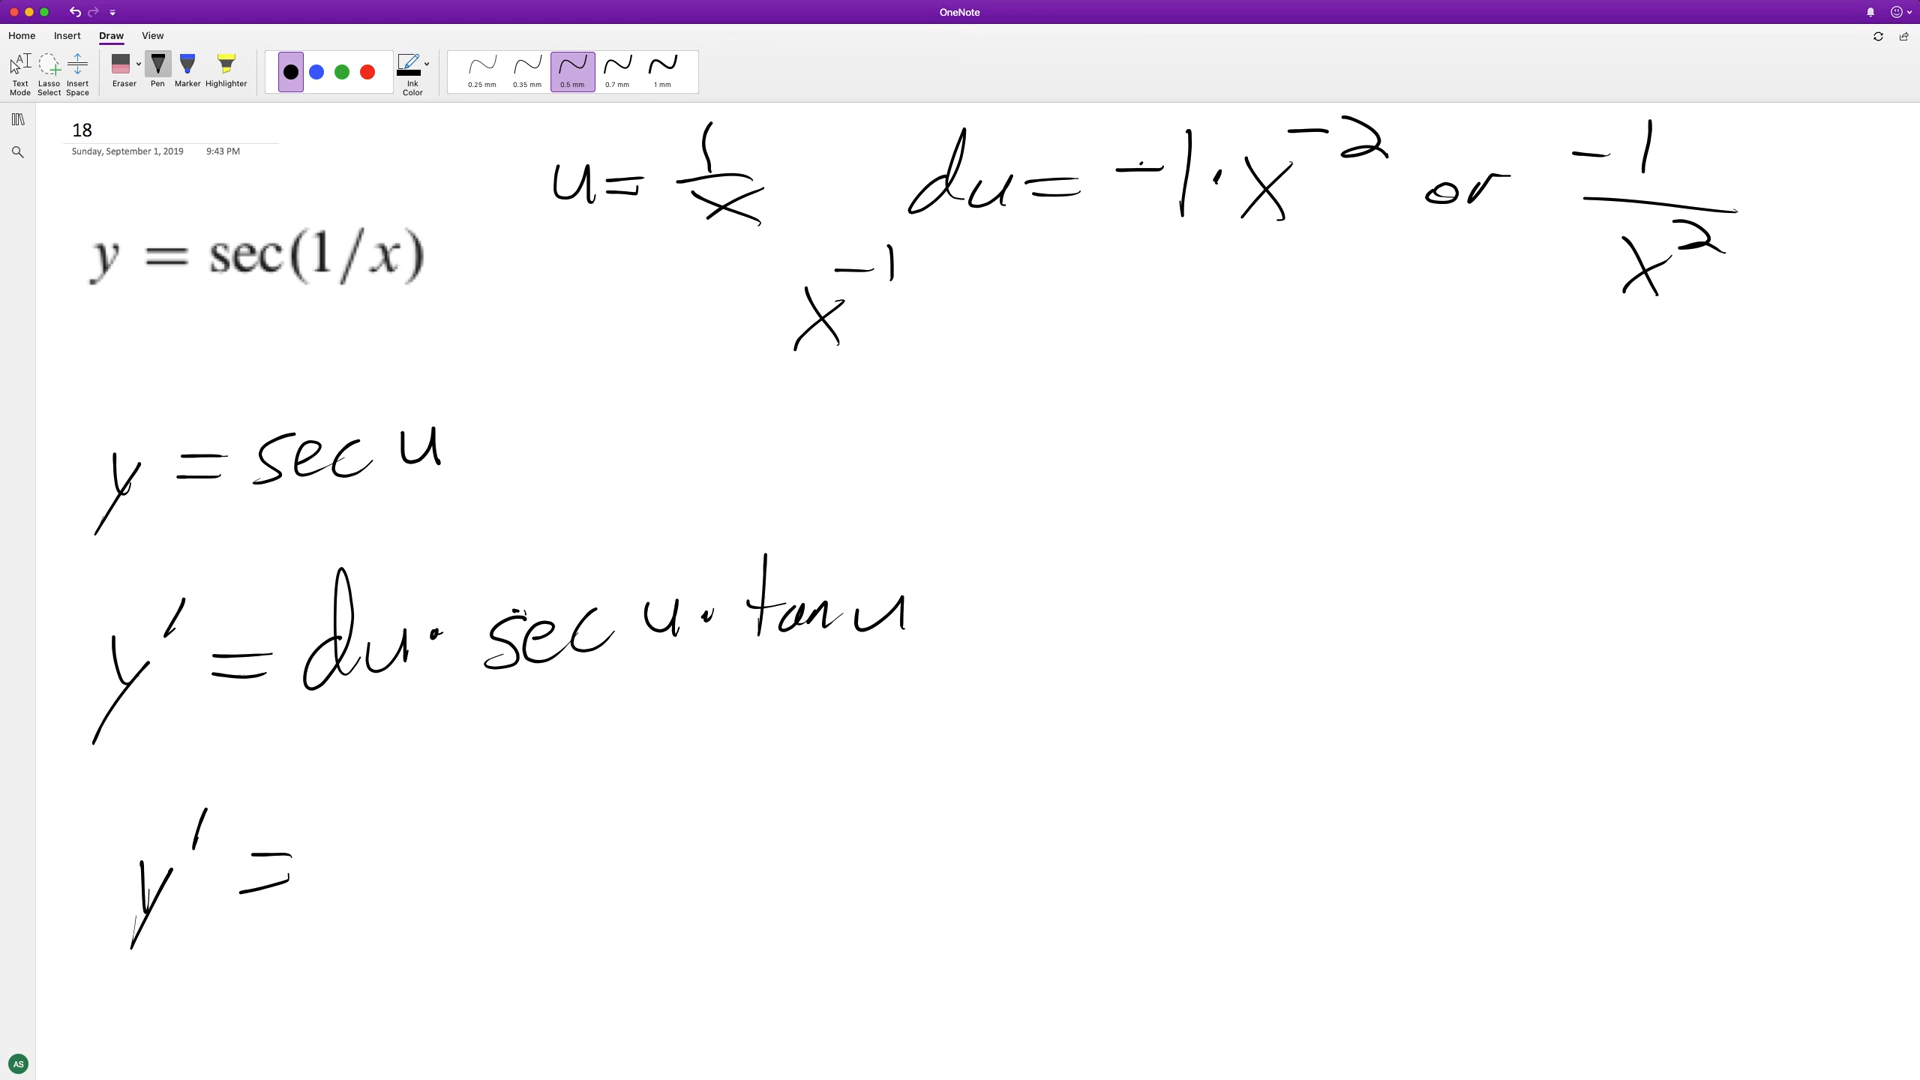 OneNote
Home Insert Draw View
Text Mode Lasso Select Insert Space Eraser Pen Marker Highlighter Ink Color 0.25 mm 0.35 mm 0.5 mm 0.7 mm 1 mm
18
Sunday, September 1, 2019 9:43 PM
u = 1/x du = -1·x⁻² or -1/x²
x⁻¹
y = sec(1/x)
y = sec u
y' = du · sec u · tan u
y' =
AS